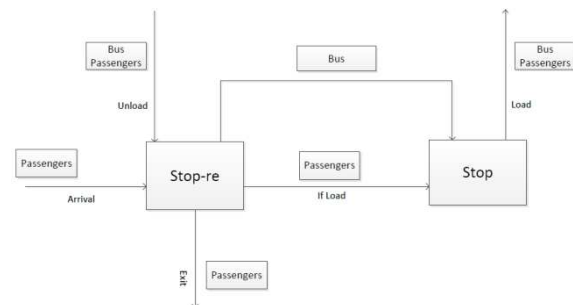 Bus
Passengers
Bus
Bus
Passengers
Unload
Load
Passengers
Stop-re
Passengers
Stop
Arrival
If Load
Exit
Passengers